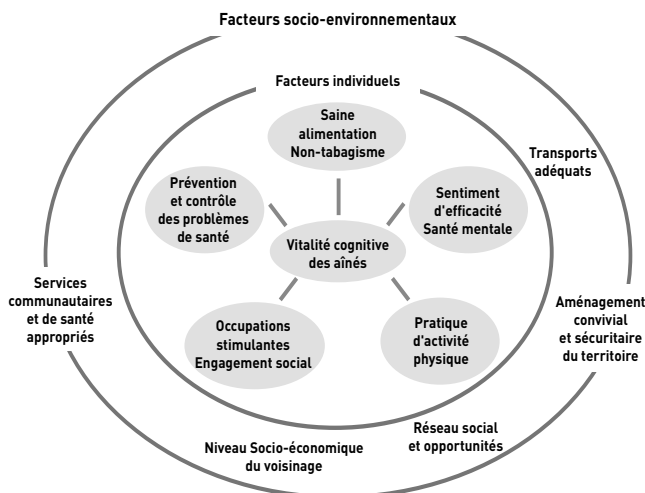 Facteurs socio-environnementaux
Facteurs individuels
Saine
alimentation
Non-tabagisme
Transports
adéquats
Prévention
et contrôle
des problèmes
de santé
Sentiment
d'efficacité
Santé mentale
Vitalité cognitive
des aînés
Services
communautaires
et de santé
appropriés
Aménagement
convivial
et sécuritaire
du territoire
Occupations
stimulantes
Engagement social
Pratique
d'activité
physique
Réseau social
et opportunités
Niveau Socio-économique
du voisinage